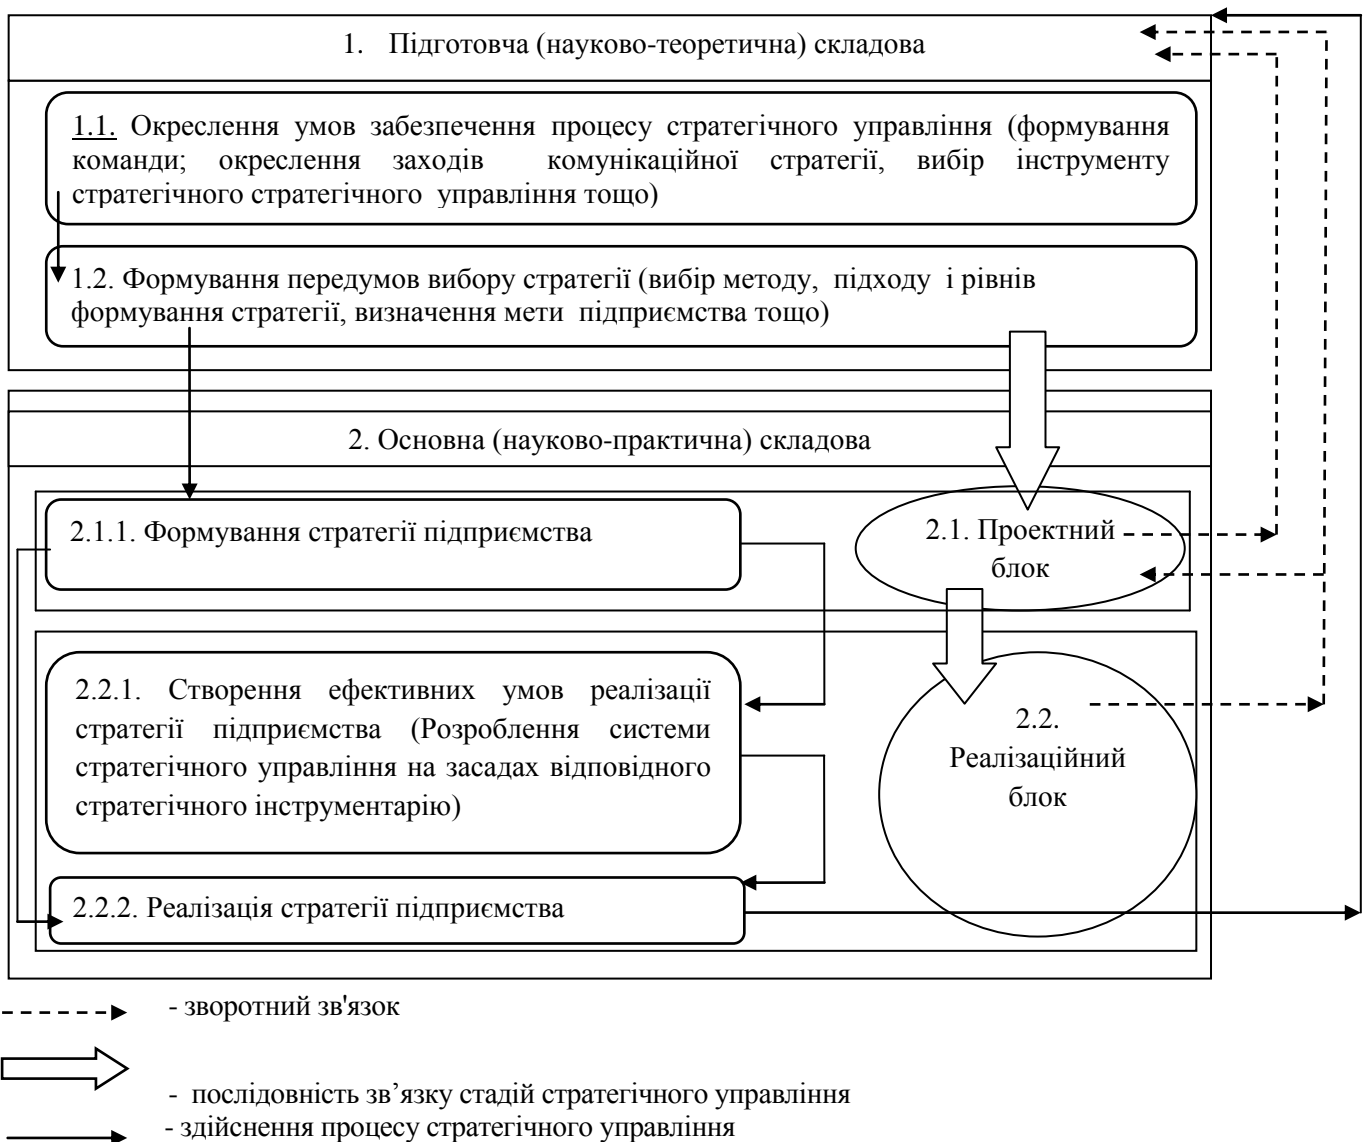 1. Підготовча (науково-теоретична) складова
1.1. Окреслення умов забезпечення процесу стратегічного управління (формування
команди; окреслення заходів комунікаційної стратегії, вибір інструменту
стратегічного стратегічного управління тощо)
1.2. Формування передумов вибору стратегії (вибір методу, підходу і рівнів
формування стратегії, визначення мети підприємства тощо)
2. Основна (науково-практична) складова
2.1.1. Формування стратегії підприємства
2.1. Проектний
блок
2.2.1. Створення ефективних умов реалізації
стратегії підприємства (Розроблення системи
стратегічного управління на засадах відповідного
стратегічного інструментарію)
2.2.
Реалізаційний
блок
2.2.2. Реалізація стратегії підприємства
- зворотний зв'язок
- послідовність зв’язку стадій стратегічного управління
- здійснення процесу стратегічного управління